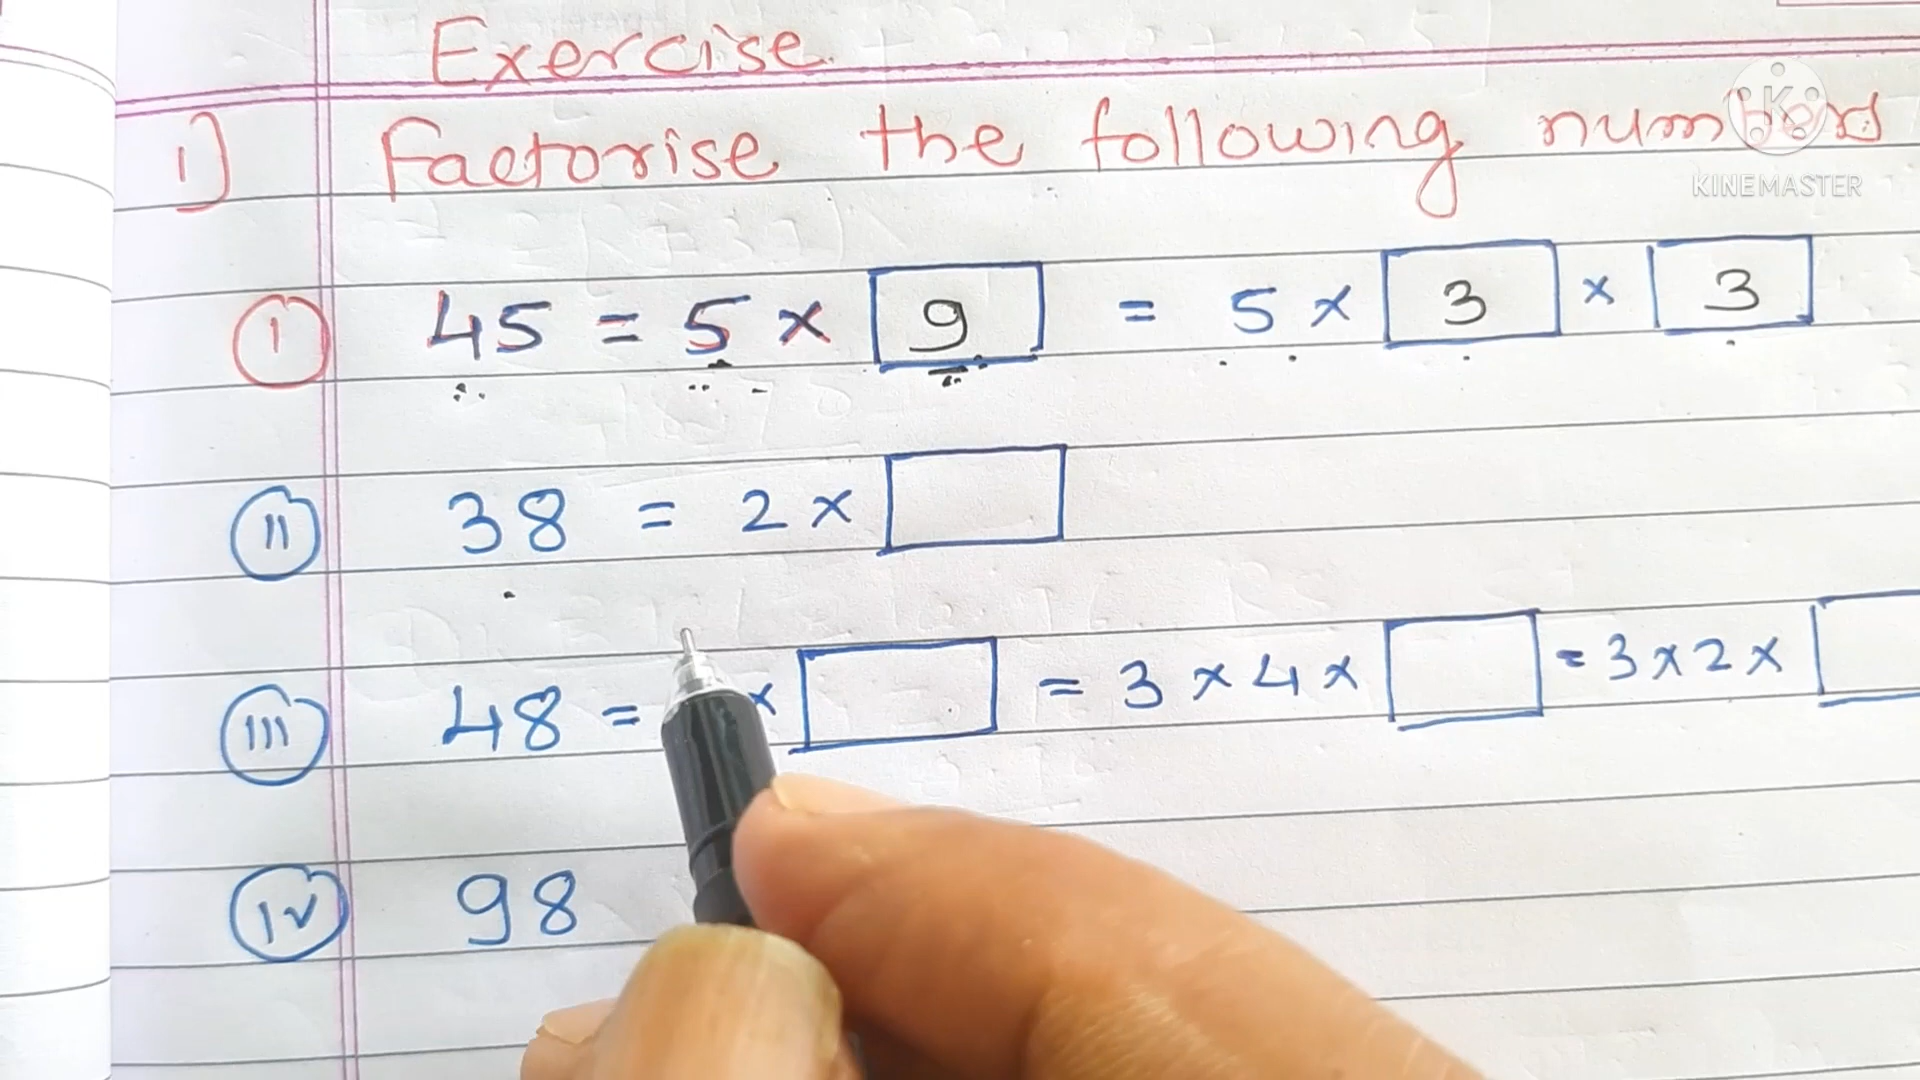 Exercise
1) Factorise the following numbers
I 45 = 5 × 9 = 5 × 3 × 3
II 38 = 2 ×
III 48 = × = 3 × 4 × = 3 × 2 ×
IV 98
K
KINEMASTER